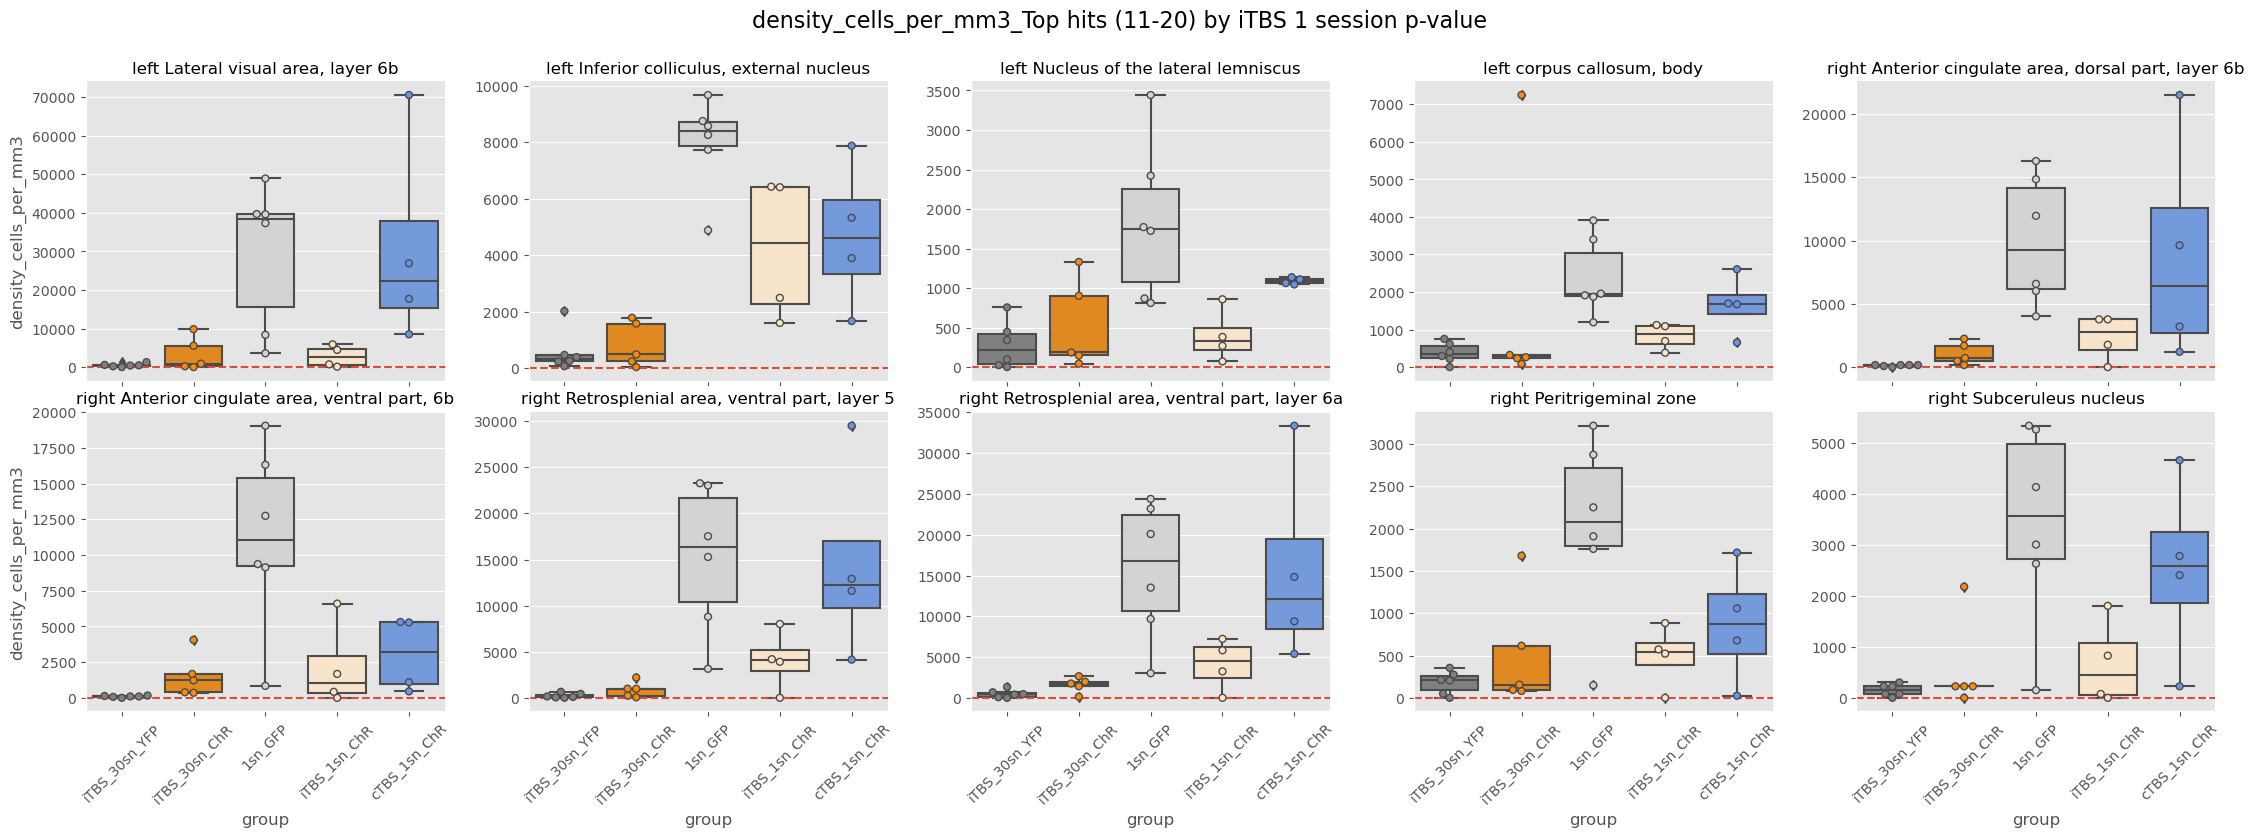 density_cells_per_mm3_Top hits (11-20) by iTBS 1 session p-value
left Lateral visual area, layer 6b
left Inferior colliculus, external nucleus
left Nucleus of the lateral lemniscus
left corpus callosum, body
right Anterior cingulate area, dorsal part, layer 6b
density_cells_per_mm3
70000
60000
50000
40000
30000
20000
10000
0
10000
8000
6000
4000
2000
0
3500
3000
2500
2000
1500
1000
500
0
7000
6000
5000
4000
3000
2000
1000
0
20000
15000
10000
5000
0
right Anterior cingulate area, ventral part, 6b
right Retrosplenial area, ventral part, layer 5
right Retrosplenial area, ventral part, layer 6a
right Peritrigeminal zone
right Subceruleus nucleus
density_cells_per_mm3
20000
17500
15000
12500
10000
7500
5000
2500
0
30000
25000
20000
15000
10000
5000
0
35000
30000
25000
20000
15000
10000
5000
0
3000
2500
2000
1500
1000
500
0
5000
4000
3000
2000
1000
0
iTBS_30sn_YFP
iTBS_30sn_ChR
1sn_GFP
iTBS_1sn_ChR
cTBS_1sn_ChR
iTBS_30sn_YFP
iTBS_30sn_ChR
1sn_GFP
iTBS_1sn_ChR
cTBS_1sn_ChR
iTBS_30sn_YFP
iTBS_30sn_ChR
1sn_GFP
iTBS_1sn_ChR
cTBS_1sn_ChR
iTBS_30sn_YFP
iTBS_30sn_ChR
1sn_GFP
iTBS_1sn_ChR
cTBS_1sn_ChR
iTBS_30sn_YFP
iTBS_30sn_ChR
1sn_GFP
iTBS_1sn_ChR
cTBS_1sn_ChR
group
group
group
group
group